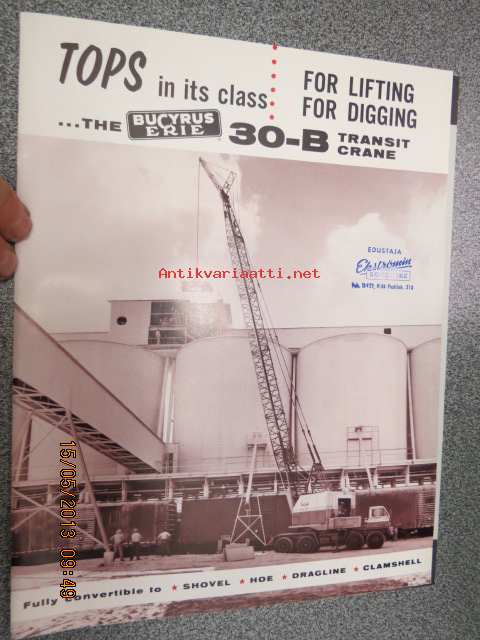 TOPS in its class
FOR LIFTING
FOR DIGGING
...THE BUCYRUS ERIE 30-B TRANSIT CRANE
EDUSTAJA
Antikvariaatti.net
15/05/2013 09:49
Fully convertible to ★ SHOVEL ★ HOE ★ DRAGLINE ★ CLAMSHELL